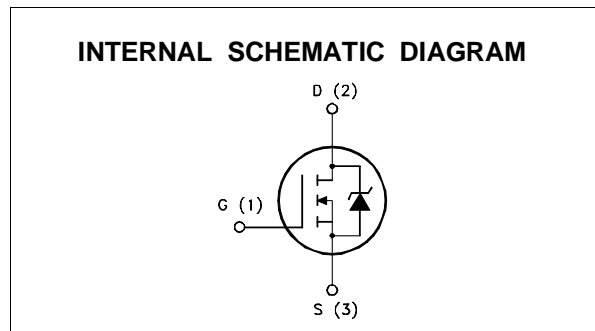 INTERNAL SCHEMATIC DIAGRAM
D (2)
G (1)
S (3)